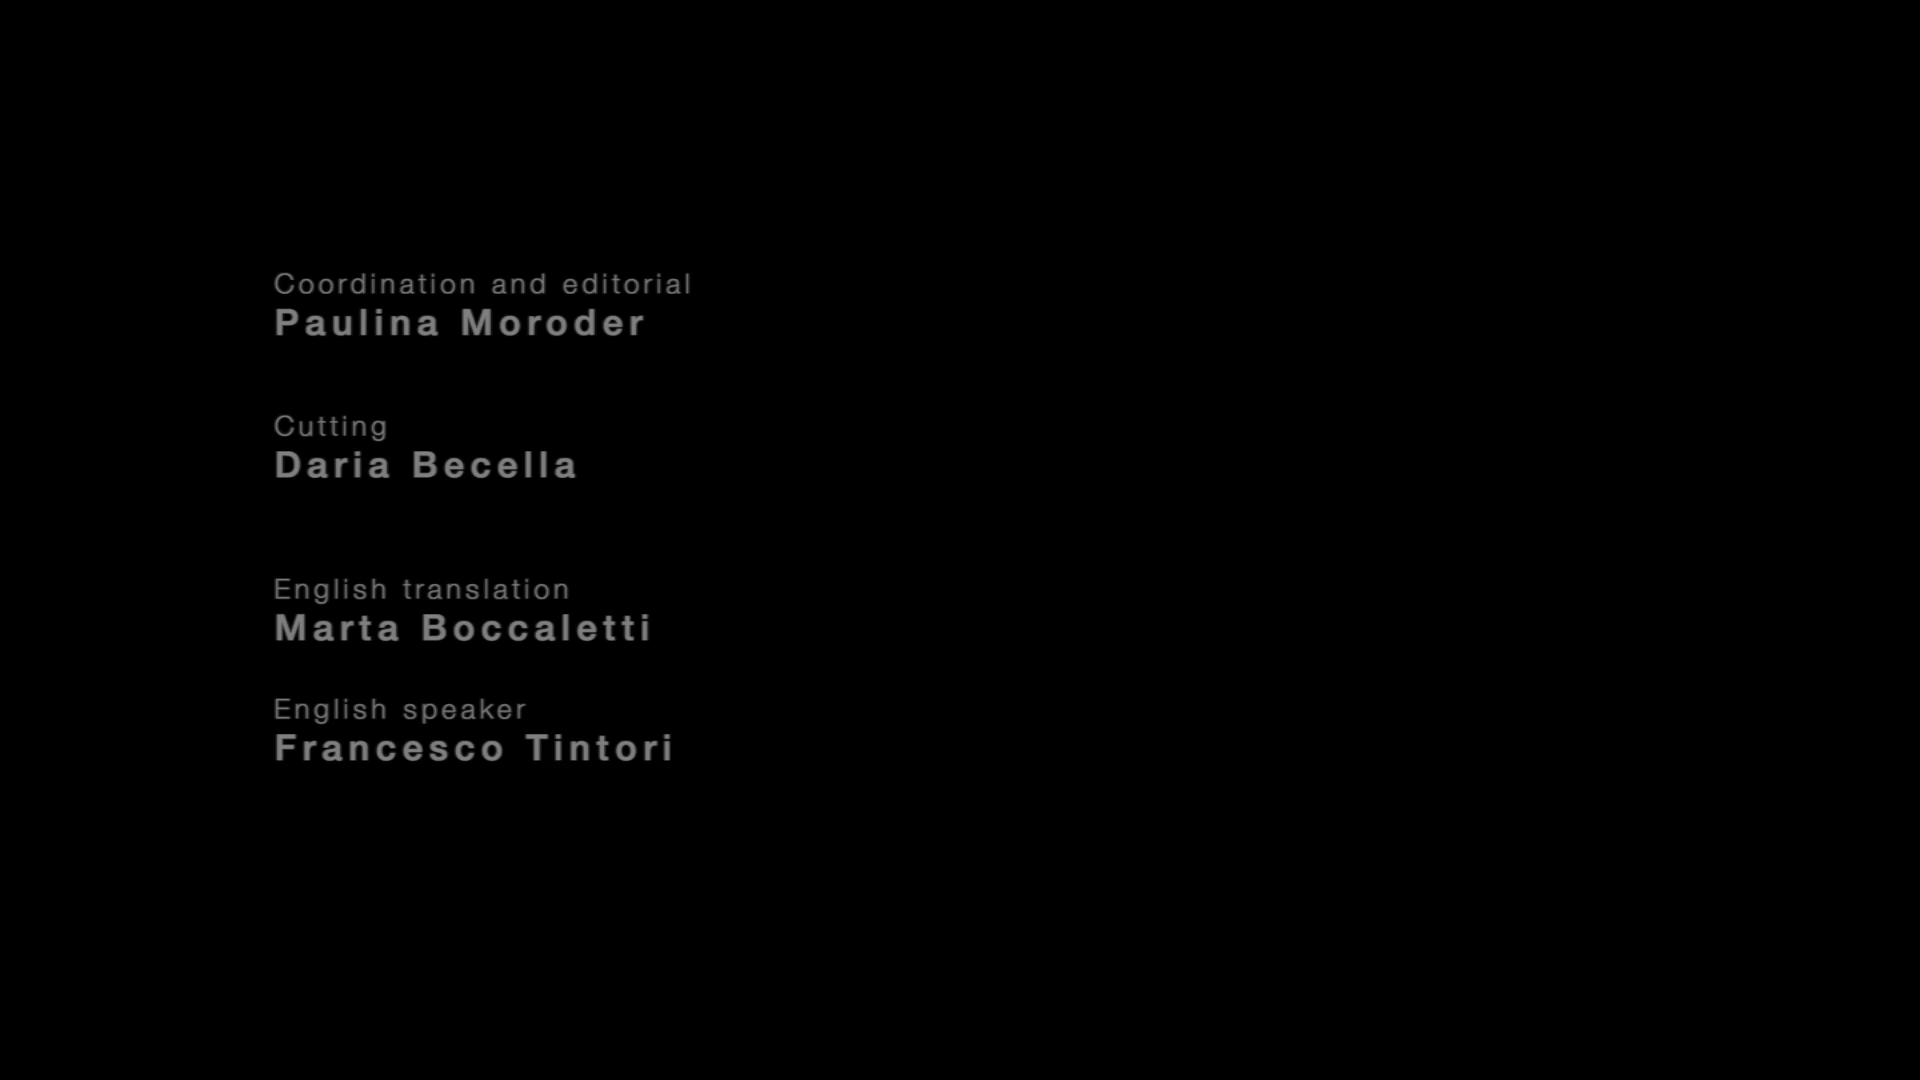 Coordination and editorial
Paulina Moroder
Cutting
Daria Becella
English translation
Marta Boccaletti
English speaker
Francesco Tintori